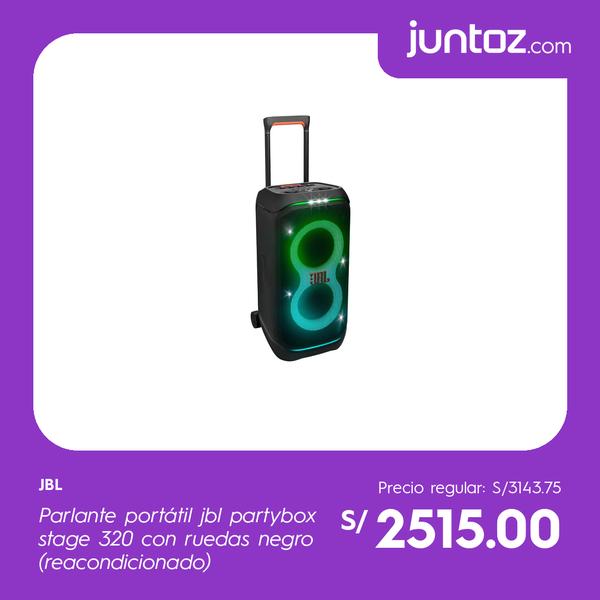 juntoz.com
JBL
JBL
Parlante portátil jbl partybox
stage 320 con ruedas negro
(reacondicionado)
Precio regular: S/3143.75
S/ 2515.00